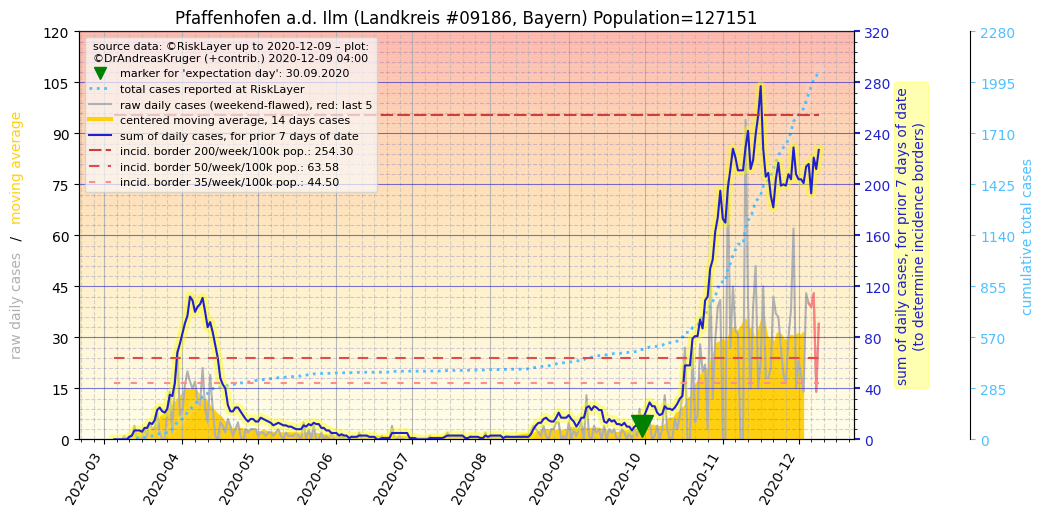 Pfaffenhofen a.d. Ilm (Landkreis #09186, Bayern) Population=127151
source data: ©RiskLayer up to 2020-12-09 – plot:
©DrAndreasKruger (+contrib.) 2020-12-09 04:00
marker for 'expectation day': 30.09.2020
total cases reported at RiskLayer
raw daily cases (weekend-flawed), red: last 5
centered moving average, 14 days cases
sum of daily cases, for prior 7 days of date
incid. border 200/week/100k pop.: 254.30
incid. border 50/week/100k pop.: 63.58
incid. border 35/week/100k pop.: 44.50
raw daily cases / moving average
120
105
90
75
60
45
30
15
0
2020-03
2020-04
2020-05
2020-06
2020-07
2020-08
2020-09
2020-10
2020-11
2020-12
320
280
240
200
160
120
80
40
0
sum of daily cases, for prior 7 days of date
(to determine incidence borders)
2280
1995
1710
1425
1140
855
570
285
0
cumulative total cases